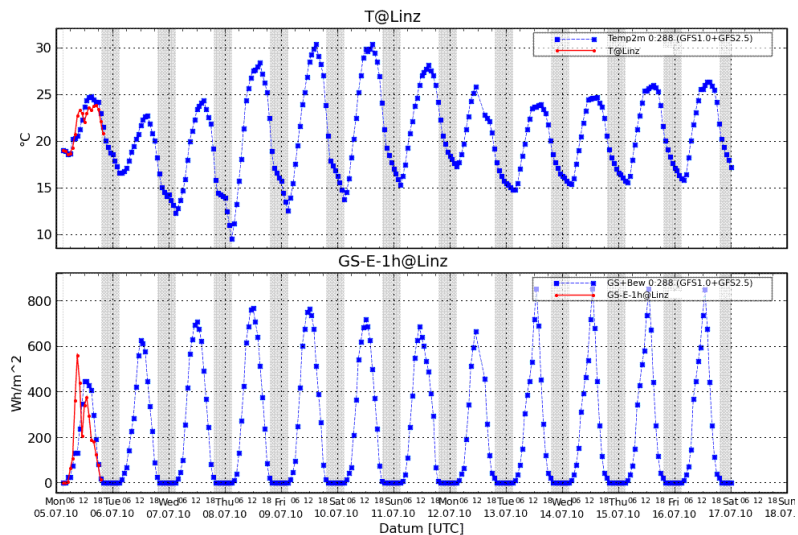 T@Linz
Temp2m 0:288 (GFS1.0+GFS2.5)
T@Linz
°C
30
25
20
15
10
GS-E-1h@Linz
GS+Bew 0:288 (GFS1.0+GFS2.5)
GS-E-1h@Linz
Wh/m^2
800
600
400
200
0
Mon 06 12 18 Tue 06 12 18 Wed 06 12 18 Thu 06 12 18 Fri 06 12 18 Sat 06 12 18 Sun 06 12 18 Mon 06 12 18 Tue 06 12 18 Wed 06 12 18 Thu 06 12 18 Fri 06 12 18 Sat 06 12 18 Sun
05.07.10 06.07.10 07.07.10 08.07.10 09.07.10 10.07.10 11.07.10 12.07.10 13.07.10 14.07.10 15.07.10 16.07.10 17.07.10 18.07.10
Datum [UTC]